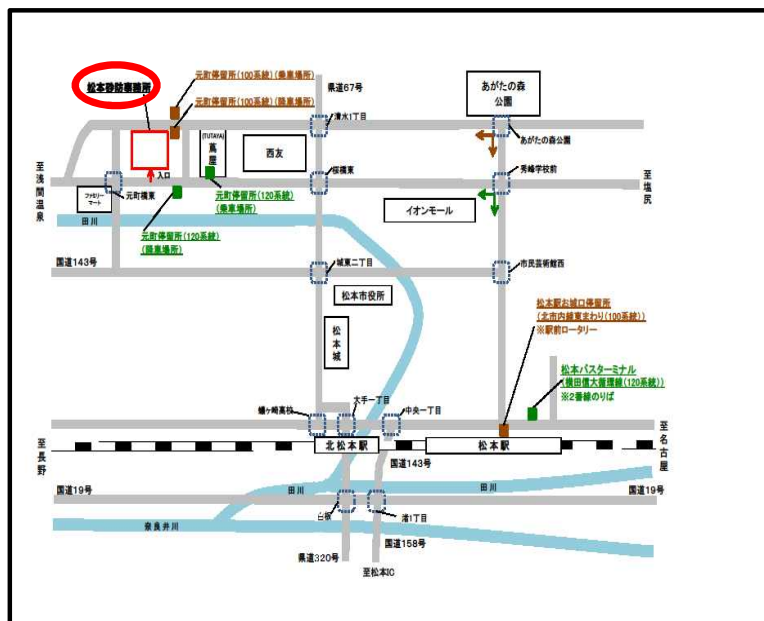 松本砂防事務所
元町停留所(100系統)(乗車場所)
元町停留所(100系統)(降車場所)
県道67号
清水1丁目
あがたの森
公園
あがたの森公園
(TUTAYA)
蔦屋
西友
入口
ファミリー
マート
元町橋東
至浅間温泉
桜橋東
秀峰学校前
至塩尻
元町停留所(120系統)
(乗車場所)
元町停留所(120系統)
(降車場所)
イオンモール
田川
国道143号
城東二丁目
市民芸術館西
松本市役所
松本城
松本駅お城口停留所
(北市内線東まわり(100系統))
※駅前ロータリー
松本バスターミナル
(横田信大循環線(120系統))
※2番線のりば
蟻ヶ崎高校
大手一丁目
中央一丁目
至長野
北松本駅
松本駅
至名古屋
国道143号
国道19号
田川
田川
国道19号
白板
渚1丁目
奈良井川
国道158号
県道320号
至松本IC